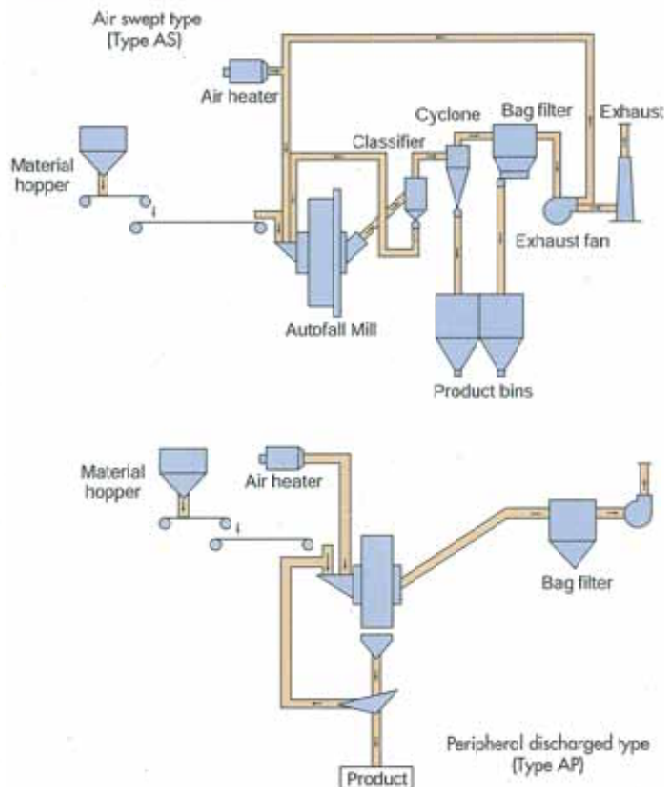 Air swept type
(Type AS)
Air heater
Material
hopper
Classifier
Cyclone
Bag filter
Exhaust
Exhaust fan
Autofall Mill
Product bins
Material
hopper
Air heater
Bag filter
Peripheral discharged type
(Type AP)
Product